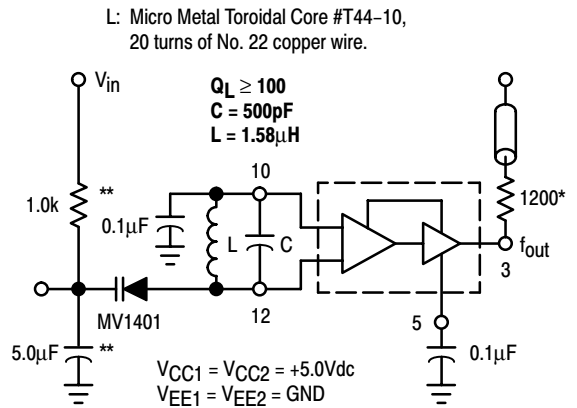 L: Micro Metal Toroidal Core #T44–10,
20 turns of No. 22 copper wire.
Vin
QL ≥ 100
C = 500pF
L = 1.58µH
10
1.0k
**
0.1µF
L
C
1200*
fout
3
12
MV1401
5
5.0µF
**
0.1µF
VCC1 = VCC2 = +5.0Vdc
VEE1 = VEE2 = GND